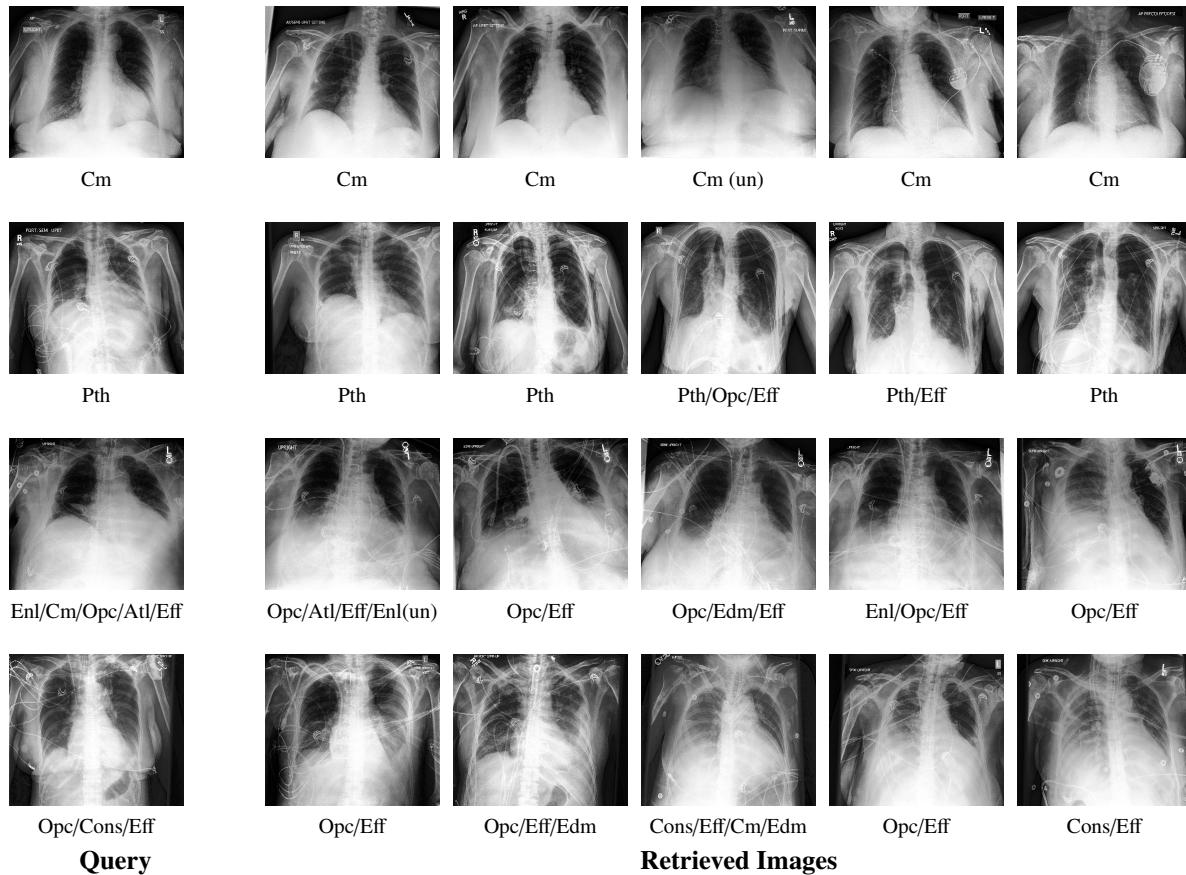 Cm Cm Cm Cm (un) Cm Cm
Pth Pth Pth Pth/Opc/Eff Pth/Eff Pth
Enl/Cm/Opc/Atl/Eff Opc/Atl/Eff/Enl(un) Opc/Eff Opc/Edm/Eff Enl/Opc/Eff Opc/Eff
Opc/Cons/Eff Opc/Eff Opc/Eff/Edm Cons/Eff/Cm/Edm Opc/Eff Cons/Eff
Query Retrieved Images